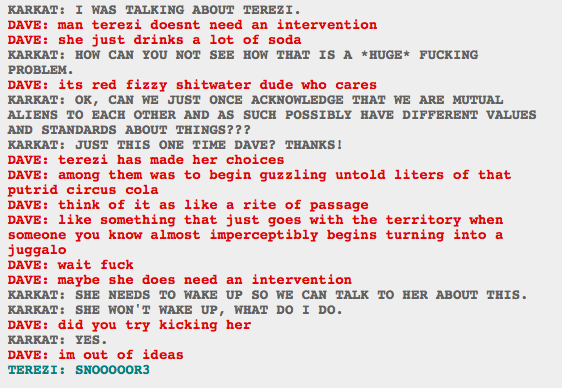 KARKAT: I WAS TALKING ABOUT TEREZI.
DAVE: man terezi doesnt need an intervention
DAVE: she just drinks a lot of soda
KARKAT: HOW CAN YOU NOT SEE HOW THAT IS A *HUGE* FUCKING
PROBLEM.
DAVE: its red fizzy shitwater dude who cares
KARKAT: OK, CAN WE JUST ONCE ACKNOWLEDGE THAT WE ARE MUTUAL
ALIENS TO EACH OTHER AND AS SUCH POSSIBLY HAVE DIFFERENT VALUES
AND STANDARDS ABOUT THINGS???
KARKAT: JUST THIS ONE TIME DAVE? THANKS!
DAVE: terezi has made her choices
DAVE: among them was to begin guzzling untold liters of that
putrid circus cola
DAVE: think of it as like a rite of passage
DAVE: like something that just goes with the territory when
someone you know almost imperceptibly begins turning into a
juggalo
DAVE: wait fuck
DAVE: maybe she does need an intervention
KARKAT: SHE NEEDS TO WAKE UP SO WE CAN TALK TO HER ABOUT THIS.
KARKAT: SHE WON'T WAKE UP, WHAT DO I DO.
DAVE: did you try kicking her
KARKAT: YES.
DAVE: im out of ideas
TEREZI: SNOOOOOR3